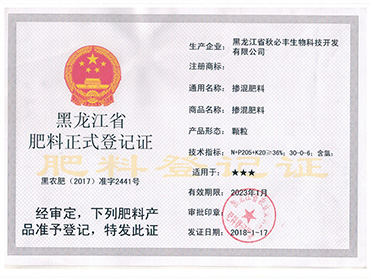 黑龙江省
肥料正式登记证
肥料登记证
黑农肥（2017）准字2441号
经审定，下列肥料产
品准予登记，特发此证
生产企业：黑龙江省秋必丰生物科技开发
有限公司
注册商标：
通用名称：掺混肥料
商品名称：掺混肥料
产品形态：颗粒
技术指标：N+P2O5+K2O≥36%；30-0-6；含氯；
适用于：★★★
有效期限：2023年1月
审批印章：
发证日期：2018-1-17